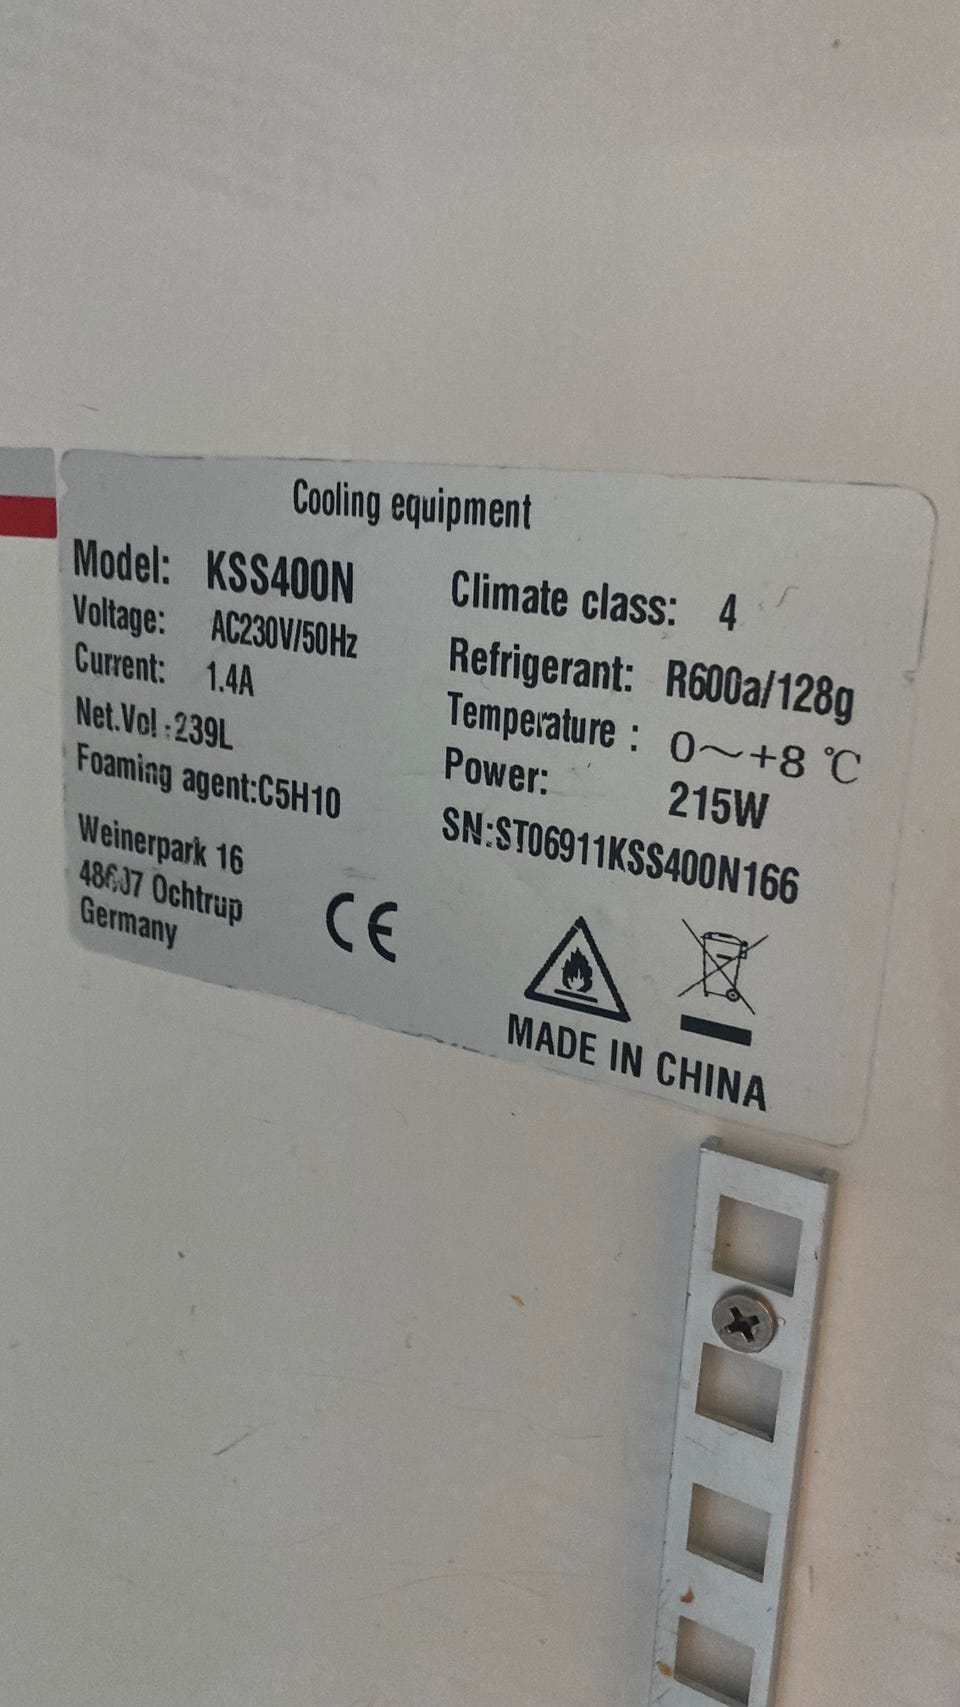 Cooling equipment
Model: KSS400N
Voltage: AC230V/50Hz
Current: 1.4A
Net.Vol :239L
Foaming agent:C5H10
Weinerpark 16
Ochtrup
Germany
Climate class: 4
Refrigerant: R600a/128g
Temperature : 0～+8 ℃
Power: 215W
SN:ST06911KSS400N166
CE
MADE IN CHINA